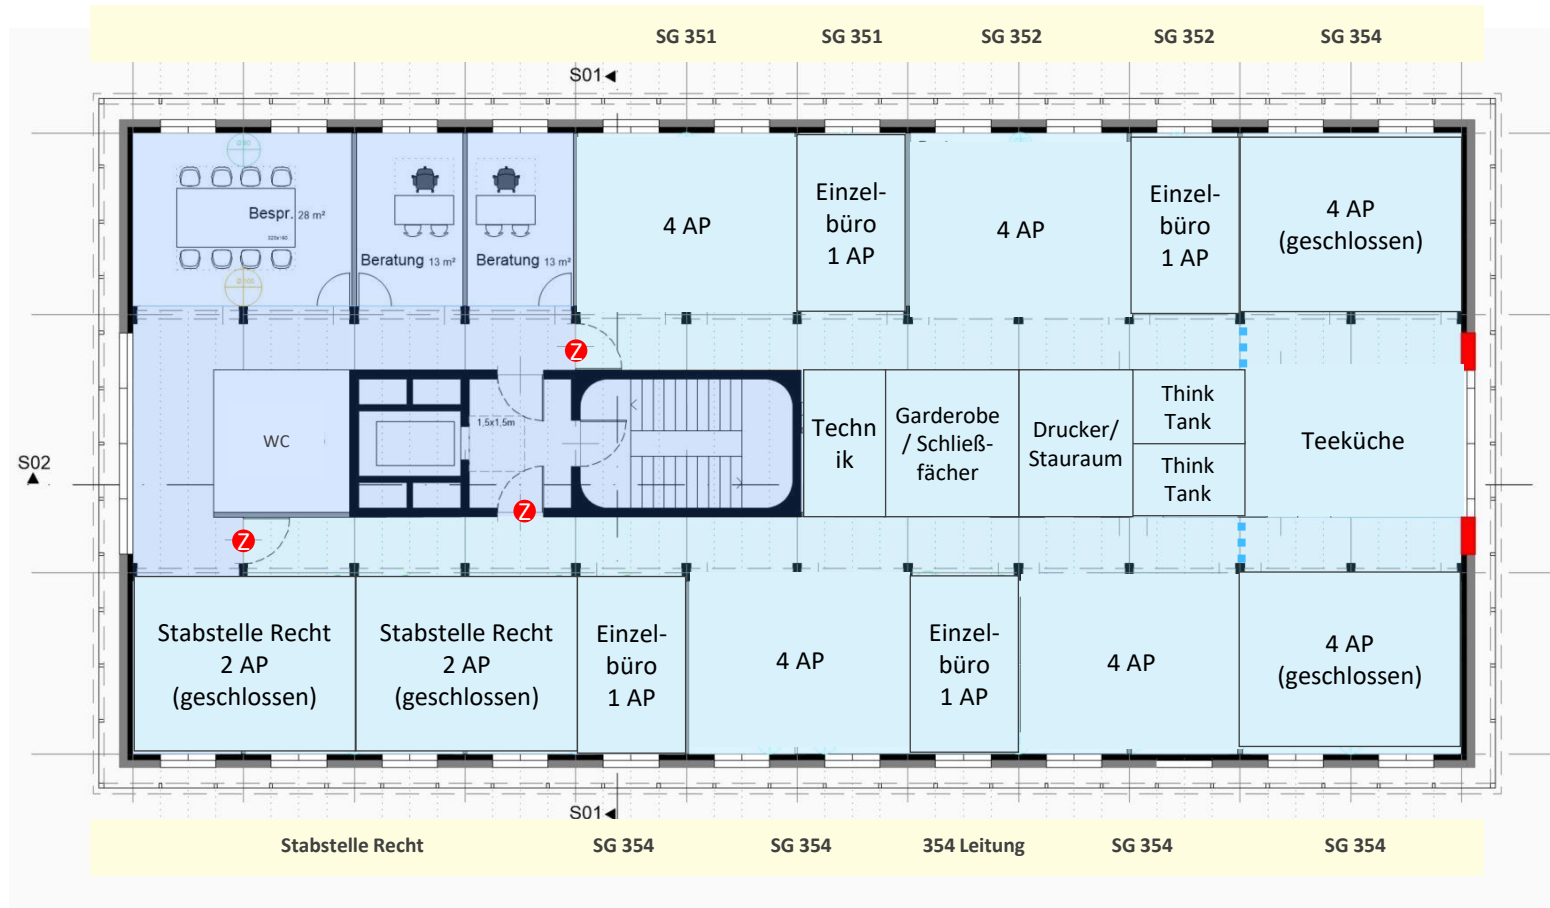 SG 351
SG 351
SG 352
SG 352
SG 354
S01
Bespr. 28 m²
Beratung 13 m²
Beratung 13 m²
4 AP
Einzel-
büro
1 AP
4 AP
Einzel-
büro
1 AP
4 AP
(geschlossen)
Z
WC
1,5x1,5m
Techn
ik
Garderobe
/ Schließ-
fächer
Drucker/
Stauraum
Think
Tank
Think
Tank
Teeküche
S02
Z
Z
Stabstelle Recht
2 AP
(geschlossen)
Stabstelle Recht
2 AP
(geschlossen)
Einzel-
büro
1 AP
4 AP
Einzel-
büro
1 AP
4 AP
4 AP
(geschlossen)
S01
Stabstelle Recht
SG 354
SG 354
354 Leitung
SG 354
SG 354